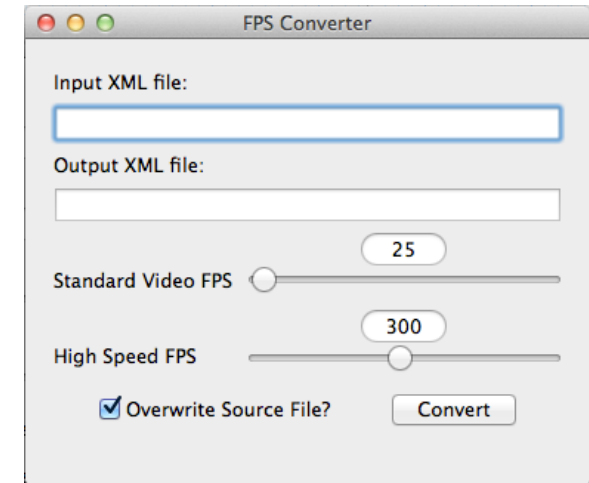 FPS Converter
Input XML file:
Output XML file:
25
Standard Video FPS
300
High Speed FPS
Overwrite Source File?
Convert